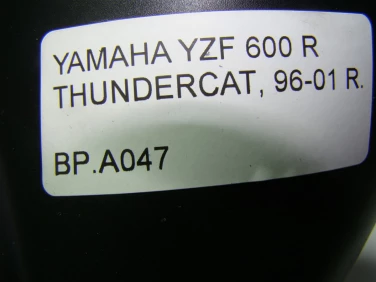 YAMAHA YZF 600 R
THUNDERCAT, 96-01 R.
BP.A047